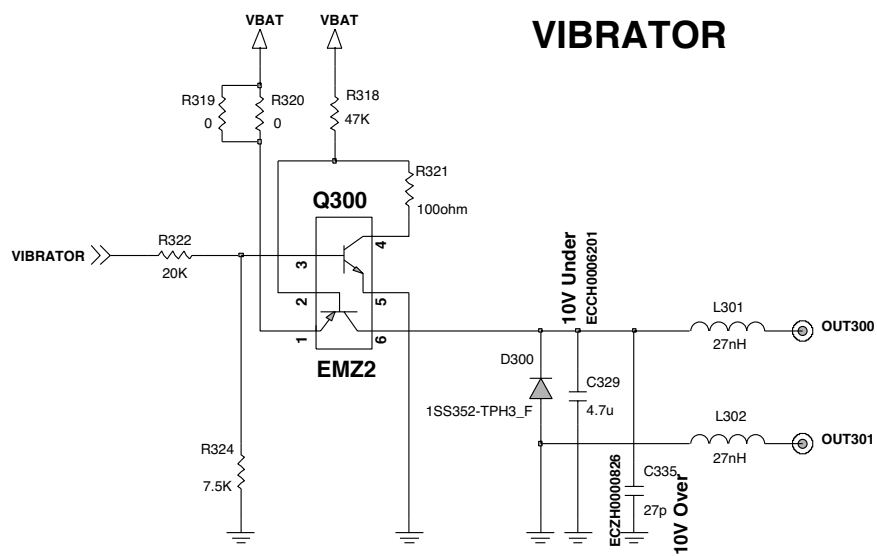 VIBRATOR
VBAT
VBAT
R319
0
R320
0
R318
47K
R321
100ohm
Q300
VIBRATOR
R322
20K
3
4
2
5
1
6
EMZ2
10V Under
ECCH0006201
L301
27nH
OUT300
D300
1SS352-TPH3_F
C329
4.7u
L302
27nH
OUT301
R324
7.5K
ECZH0000826
C335
27p
10V Over